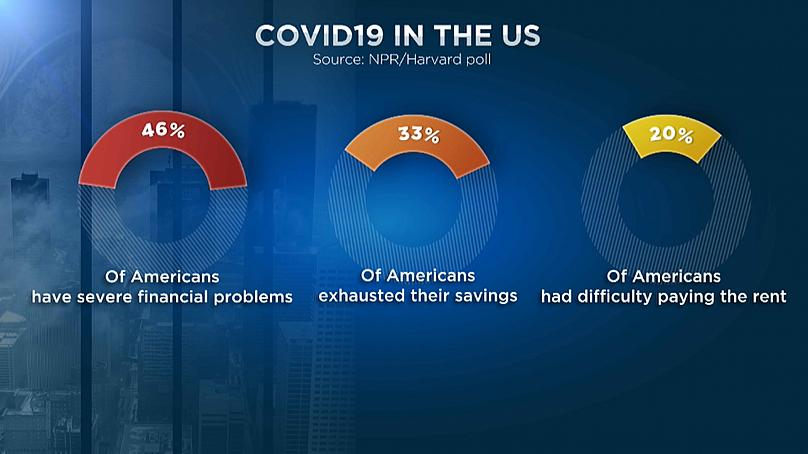 COVID19 IN THE US
Source: NPR/Harvard poll
46%
Of Americans
have severe financial problems
33%
Of Americans
exhausted their savings
20%
Of Americans
had difficulty paying the rent